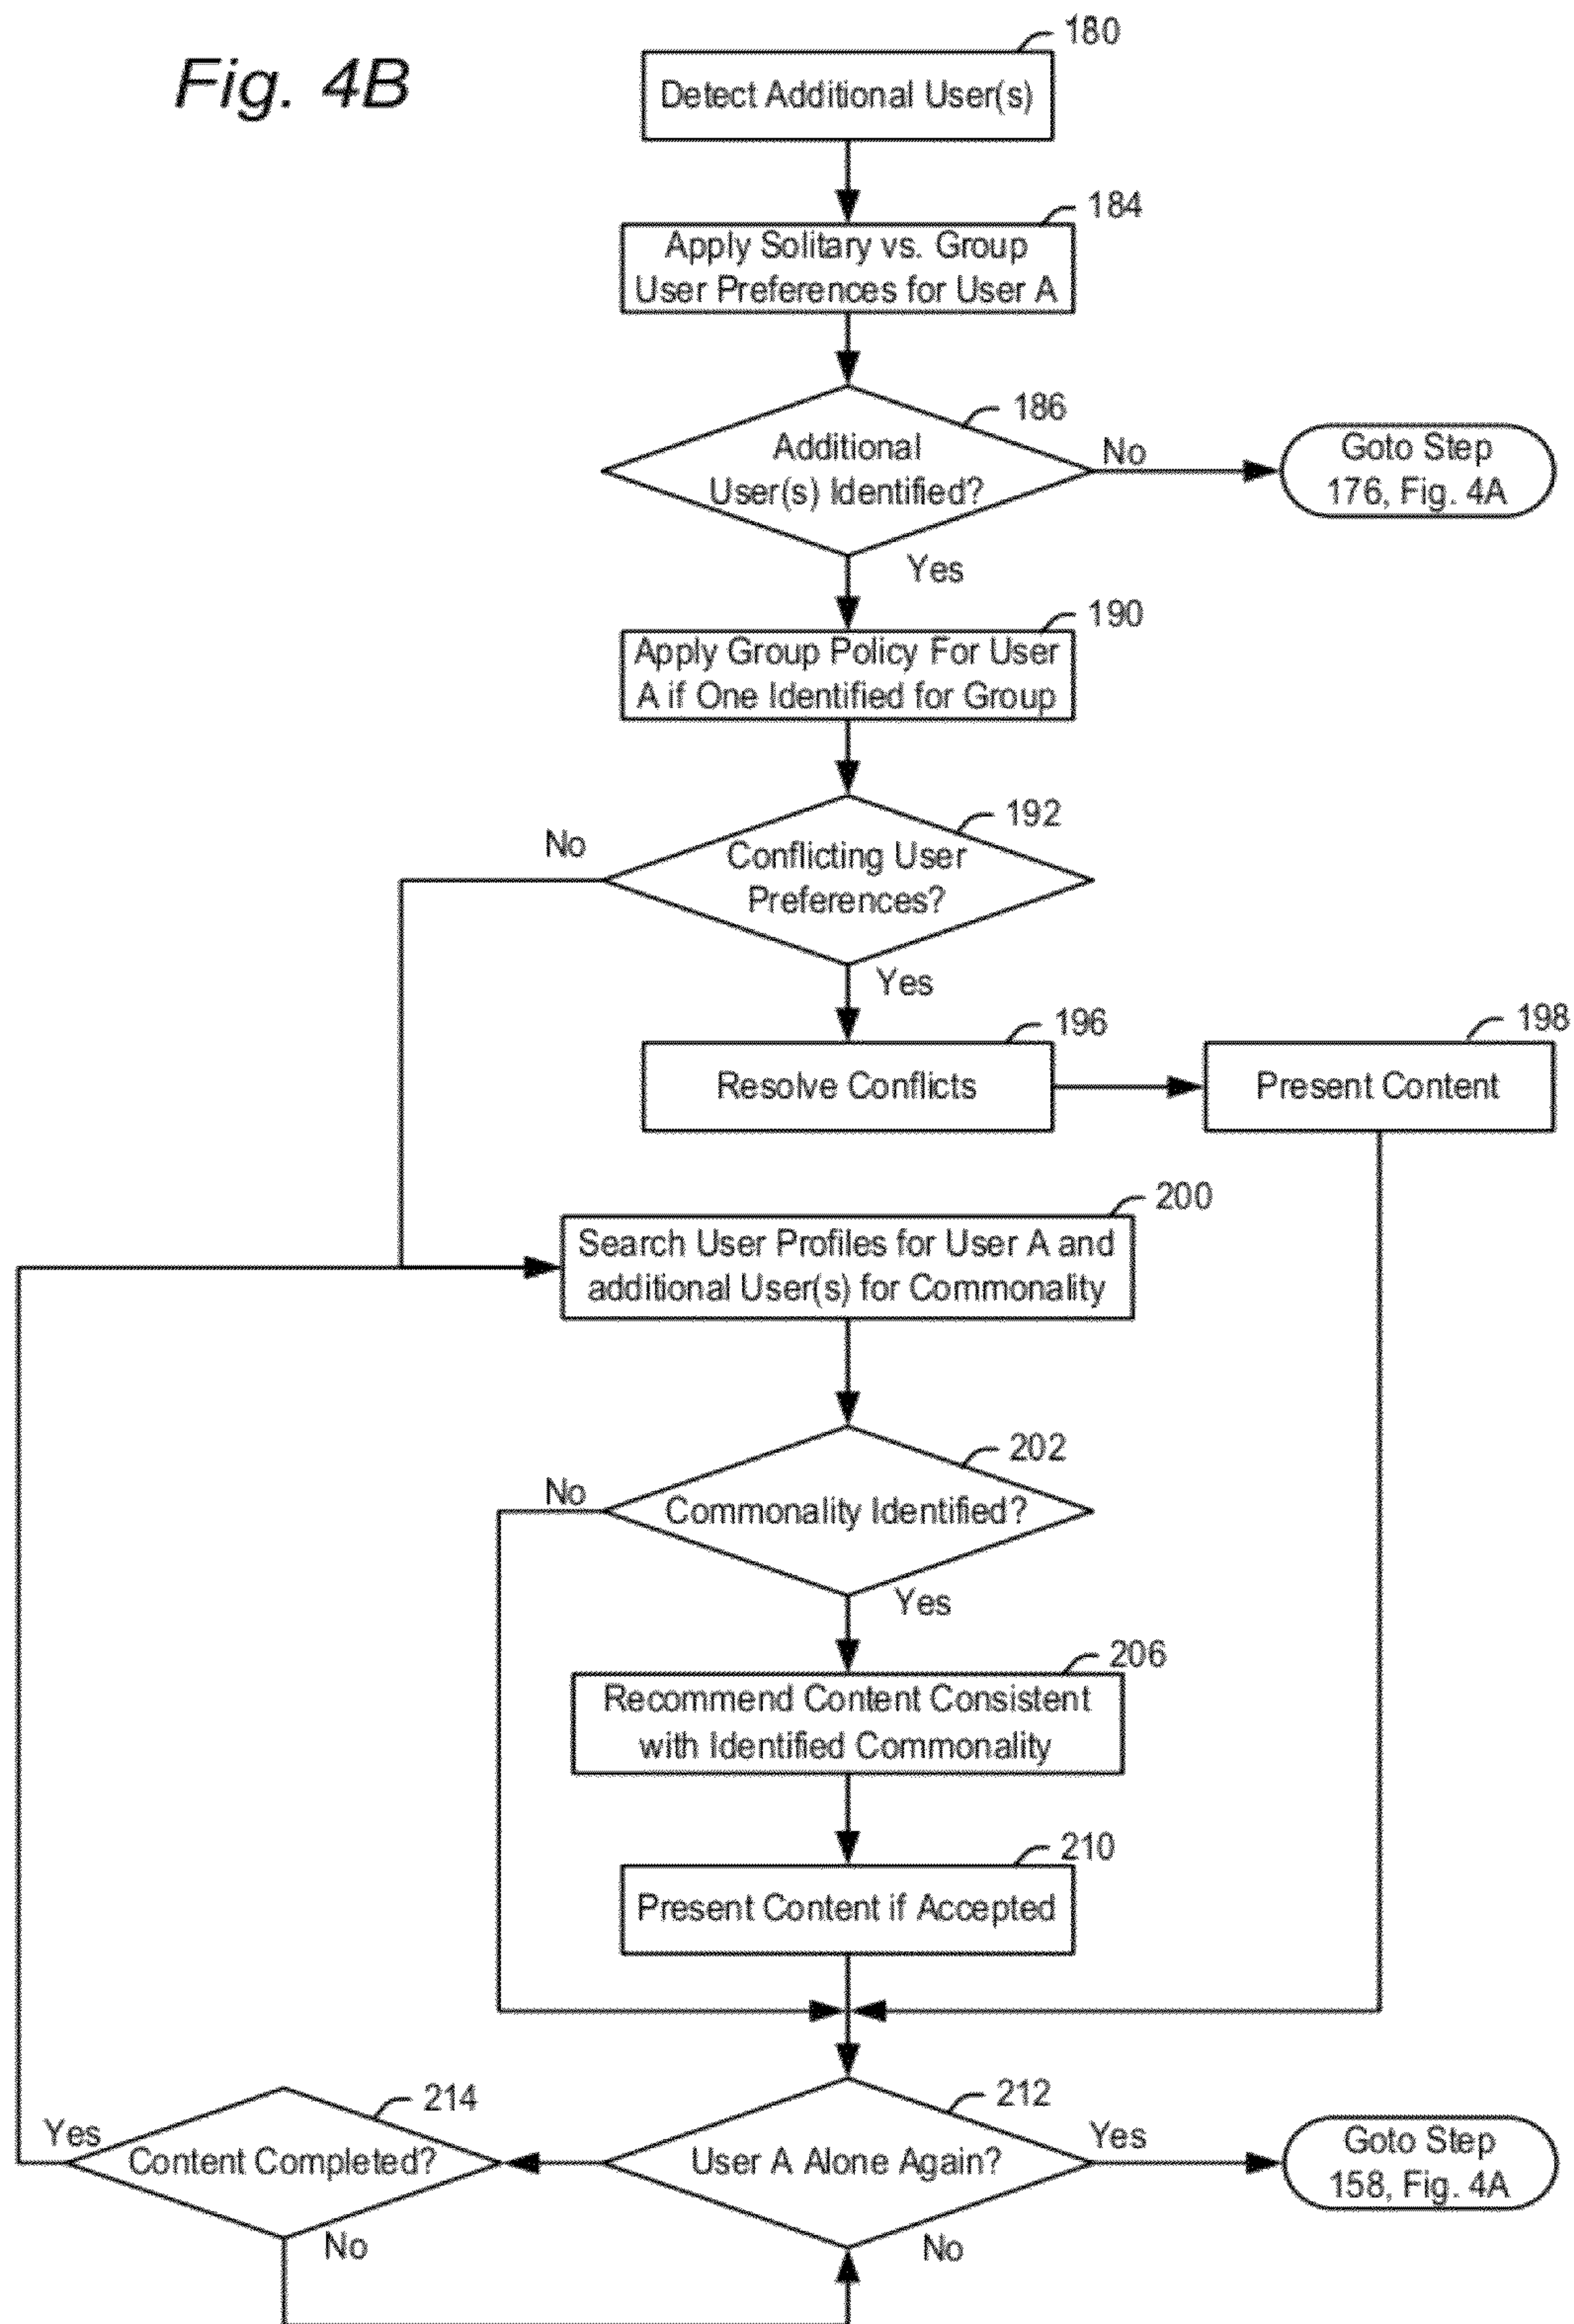 Fig. 4B
180
Detect Additional User(s)
184
Apply Solitary vs. Group
User Preferences for User A
186
Additional
User(s) Identified?
No
Goto Step
176, Fig. 4A
Yes
190
Apply Group Policy For User
A if One Identified for Group
192
No
Conflicting User
Preferences?
Yes
196
Resolve Conflicts
198
Present Content
200
Search User Profiles for User A and
additional User(s) for Commonality
202
No
Commonality Identified?
Yes
206
Recommend Content Consistent
with Identified Commonality
210
Present Content if Accepted
214
Yes
Content Completed?
No
212
User A Alone Again?
Yes
No
Goto Step
158, Fig. 4A